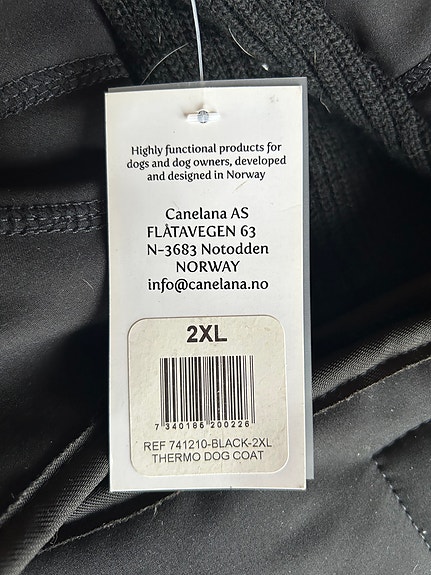 Highly functional products for
dogs and dog owners, developed
and designed in Norway
Canelana AS
FLÅTAVEGEN 63
N-3683 Notodden
NORWAY
info@canelana.no
2XL
7 340186 200226
REF 741210-BLACK-2XL
THERMO DOG COAT